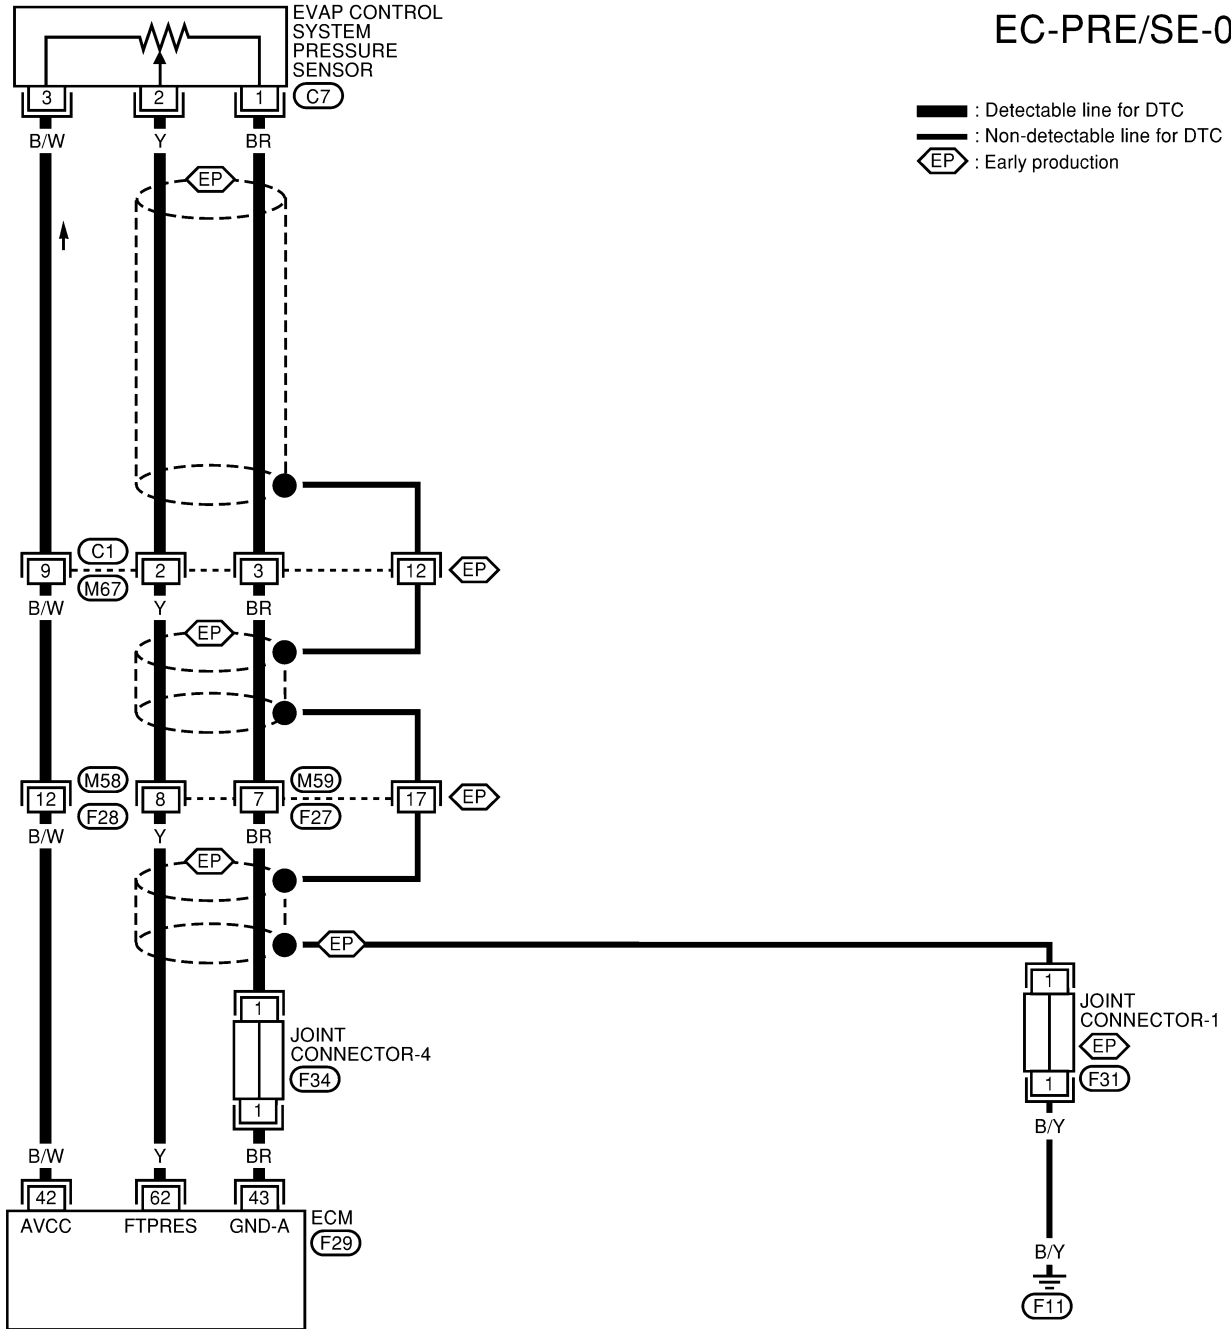 EVAP CONTROL
SYSTEM
PRESSURE
SENSOR
EC-PRE/SE-0
3 2 1 C7
B/W Y BR
: Detectable line for DTC
: Non-detectable line for DTC
EP : Early production
EP
C1
9 2 3 12 EP
M67
B/W Y BR
EP
M58 M59
12 8 7 17 EP
F28 F27
B/W Y BR
EP
EP
1
JOINT
CONNECTOR-4
F34
1
1
JOINT
CONNECTOR-1
EP
F31
1
B/Y
B/W Y BR
42 62 43
AVCC FTPRES GND-A
ECM
F29
B/Y
F11